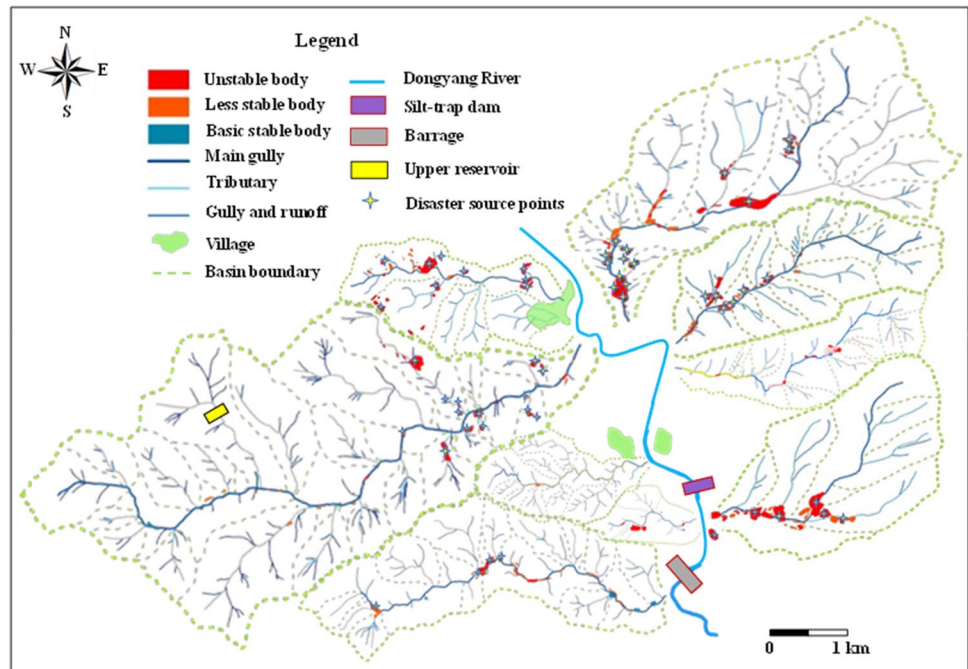 N
W E
S
Legend
Unstable body
Less stable body
Basic stable body
Main gully
Tributary
Gully and runoff
Village
Basin boundary
Dongyang River
Silt-trap dam
Barrage
Upper reservoir
Disaster source points
0 1 km